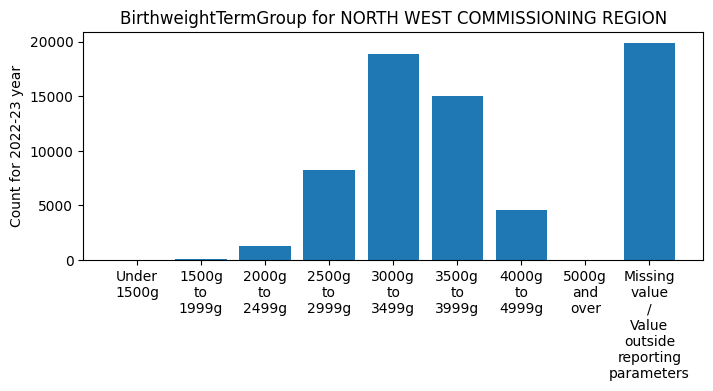 BirthweightTermGroup for NORTH WEST COMMISSIONING REGION
Count for 2022-23 year
20000
15000
10000
5000
0
Under
1500g
1500g
to
1999g
2000g
to
2499g
2500g
to
2999g
3000g
to
3499g
3500g
to
3999g
4000g
to
4999g
5000g
and
over
Missing
value
/
Value
outside
reporting
parameters